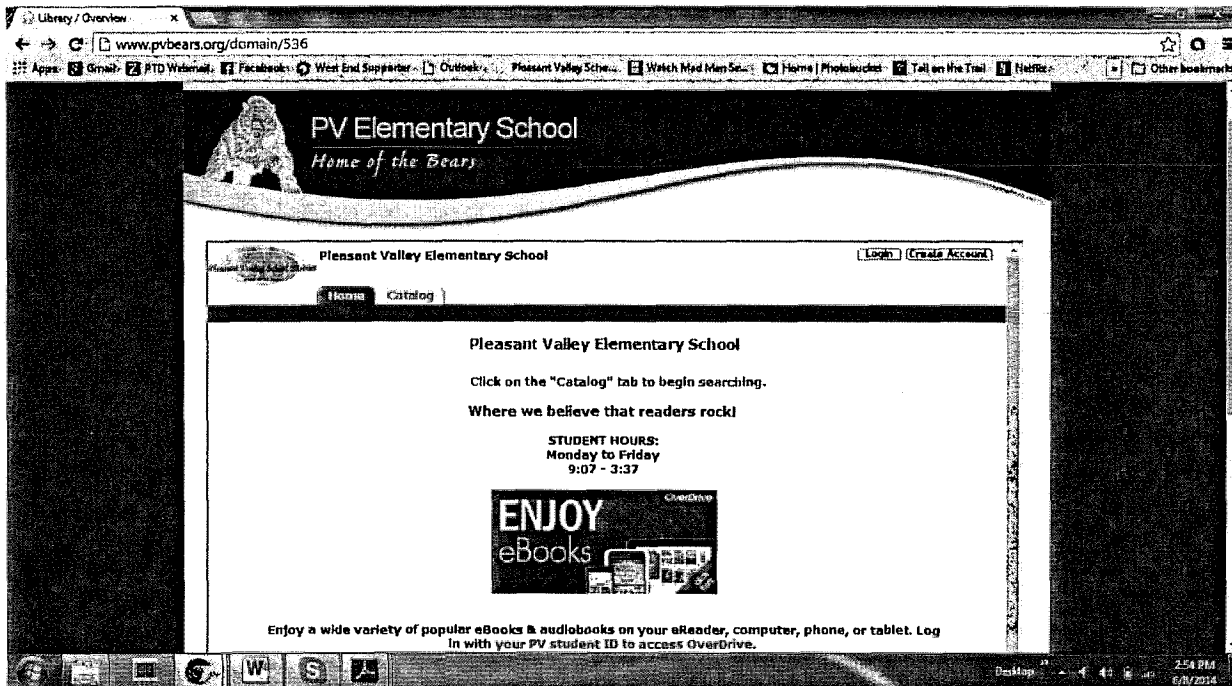 Library / Overview
www.pvbears.org/domain/536
Apps Gmail PTD Webmail Facebook West End Supporter Outlook Pleasant Valley Sche... Watch Mad Men Se... Home | Photobucket Tell on the Trail Netflix Other bookmarks
PV Elementary School
Home of the Bears
Pleasant Valley Elementary School
Login Create Account
Home Catalog
Pleasant Valley Elementary School
Click on the "Catalog" tab to begin searching.
Where we believe that readers rock!
STUDENT HOURS:
Monday to Friday
9:07 - 3:37
OverDrive
ENJOY
eBooks
Enjoy a wide variety of popular eBooks & audiobooks on your eReader, computer, phone, or tablet. Log
in with your PV student ID to access OverDrive.
W S
Desktop
2:54 PM
6/8/2014